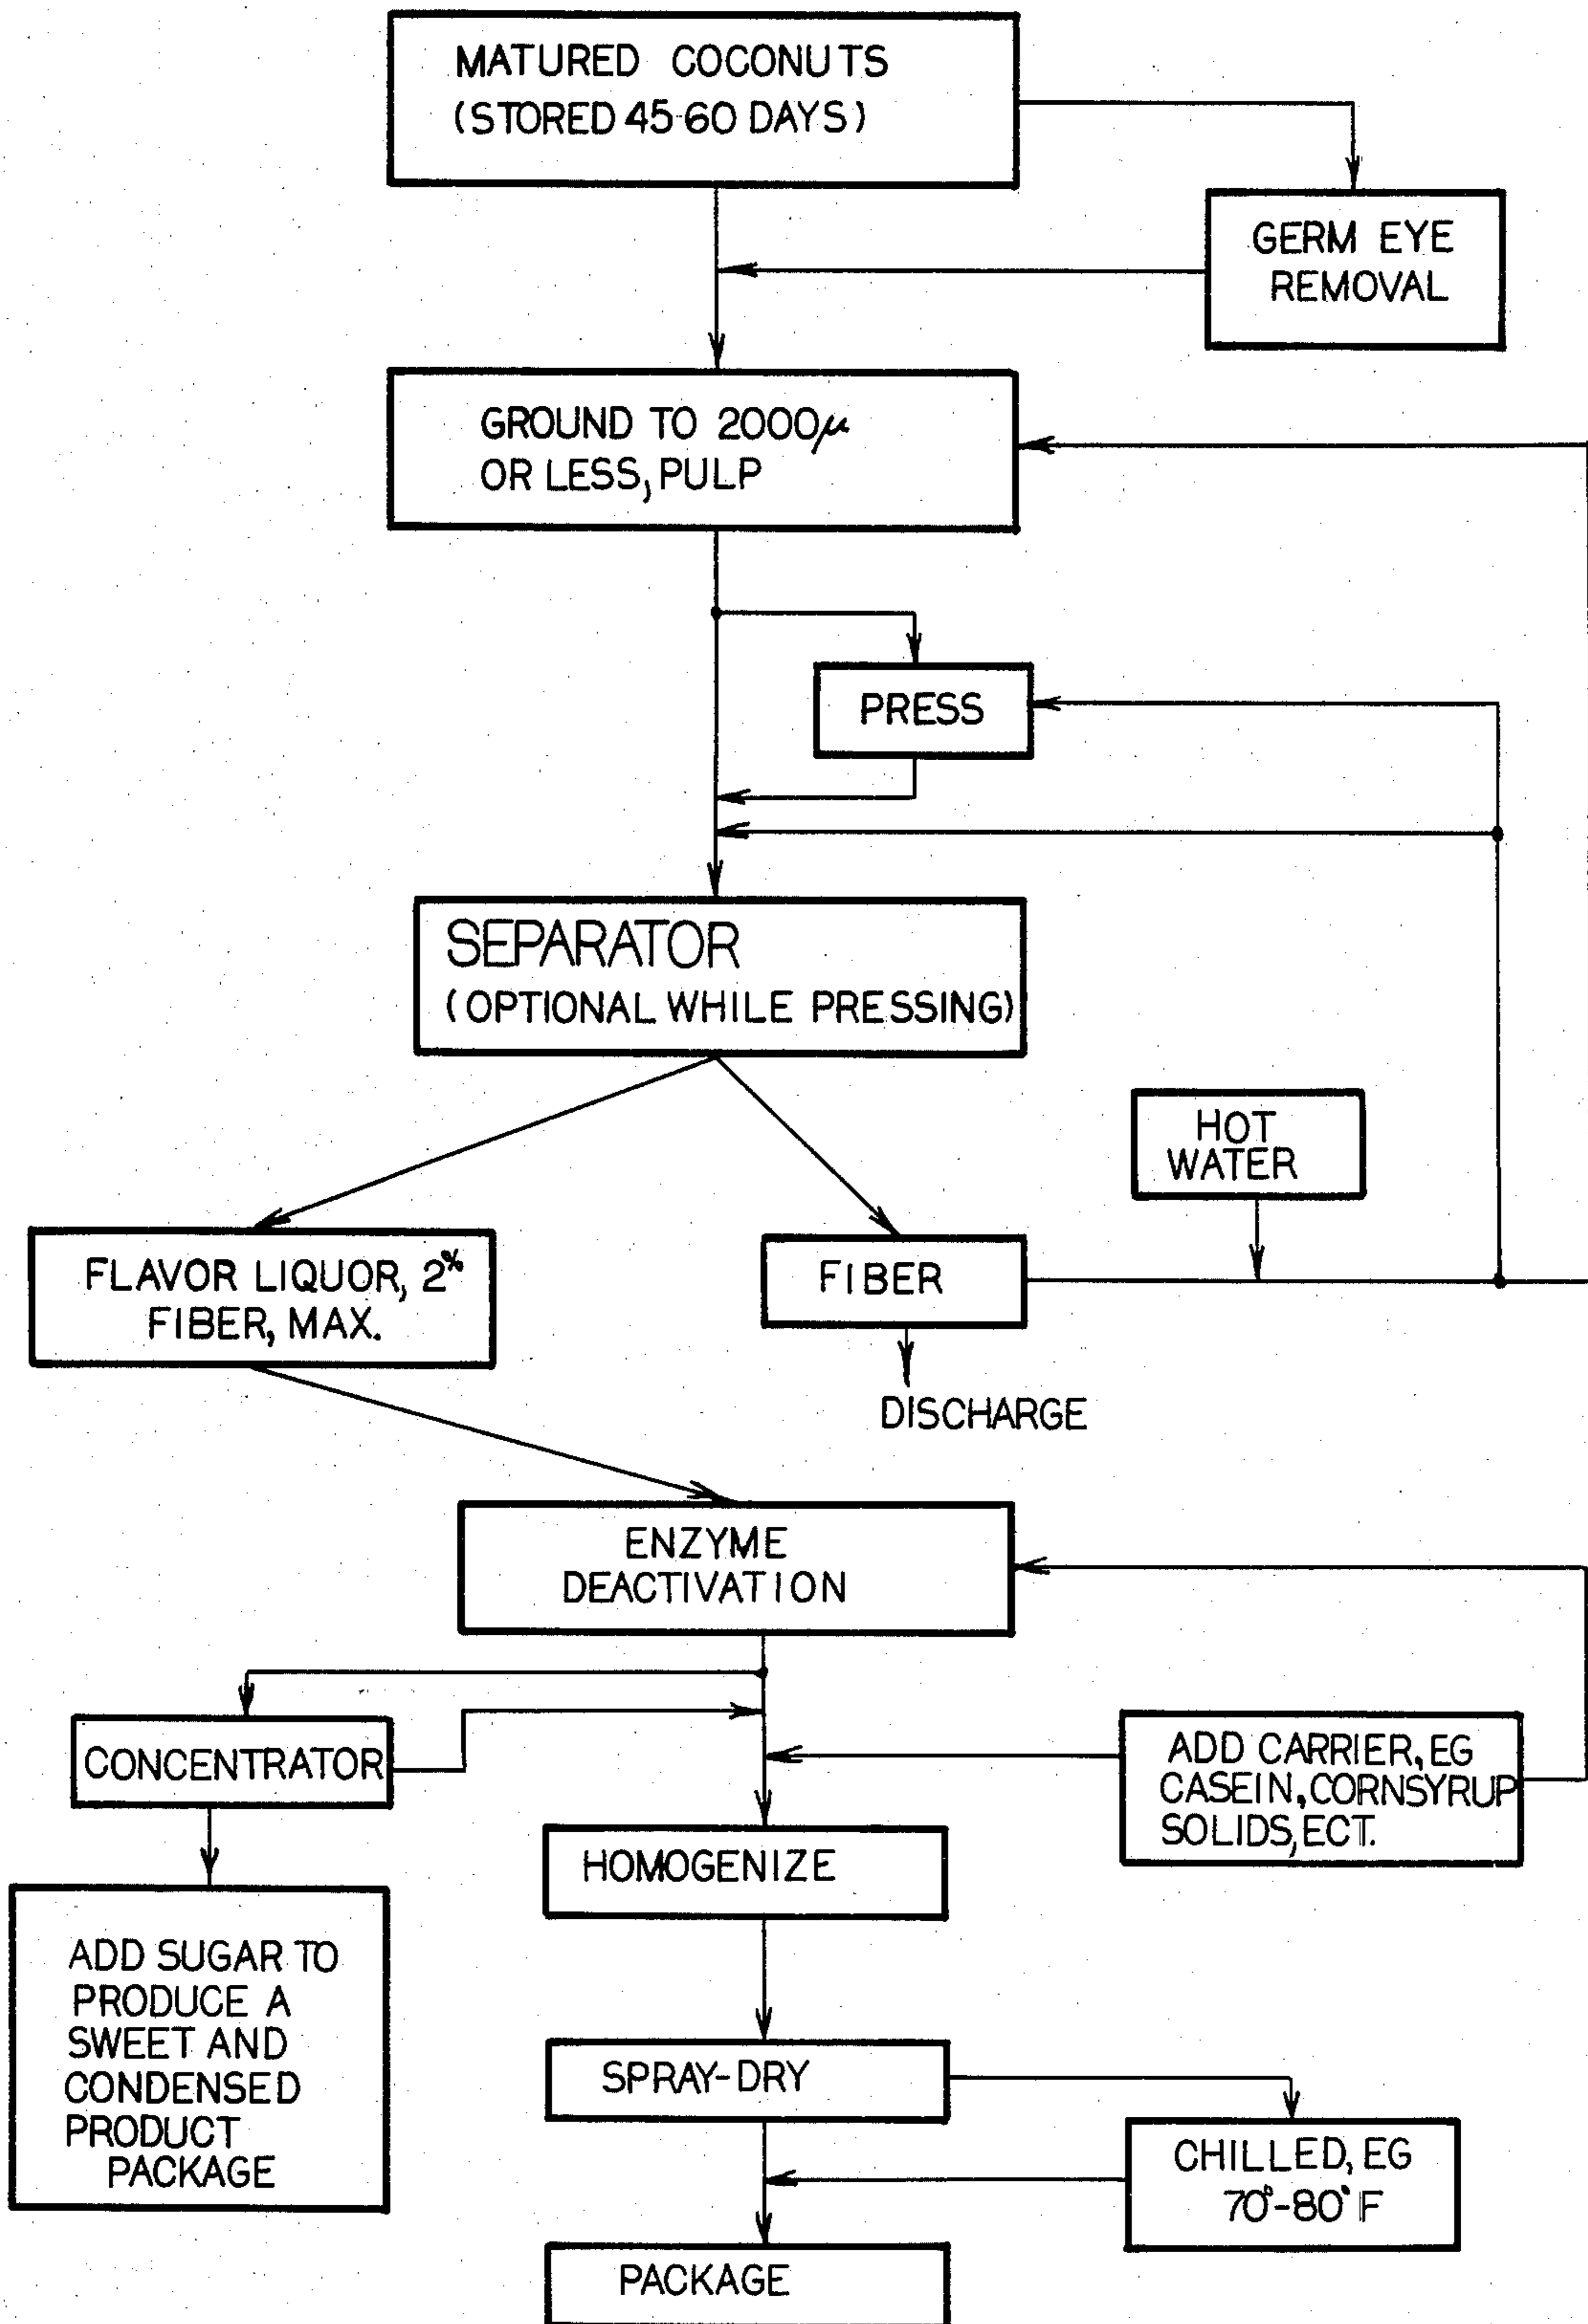 MATURED COCONUTS
(STORED 45-60 DAYS)
GERM EYE
REMOVAL
GROUND TO 2000μ
OR LESS, PULP
PRESS
SEPARATOR
(OPTIONAL WHILE PRESSING)
HOT
WATER
FLAVOR LIQUOR, 2%
FIBER, MAX.
FIBER
DISCHARGE
ENZYME
DEACTIVATION
CONCENTRATOR
ADD CARRIER, EG
CASEIN, CORNSYRUP
SOLIDS, ECT.
HOMOGENIZE
ADD SUGAR TO
PRODUCE A
SWEET AND
CONDENSED
PRODUCT
PACKAGE
SPRAY-DRY
CHILLED, EG
70°-80°F
PACKAGE